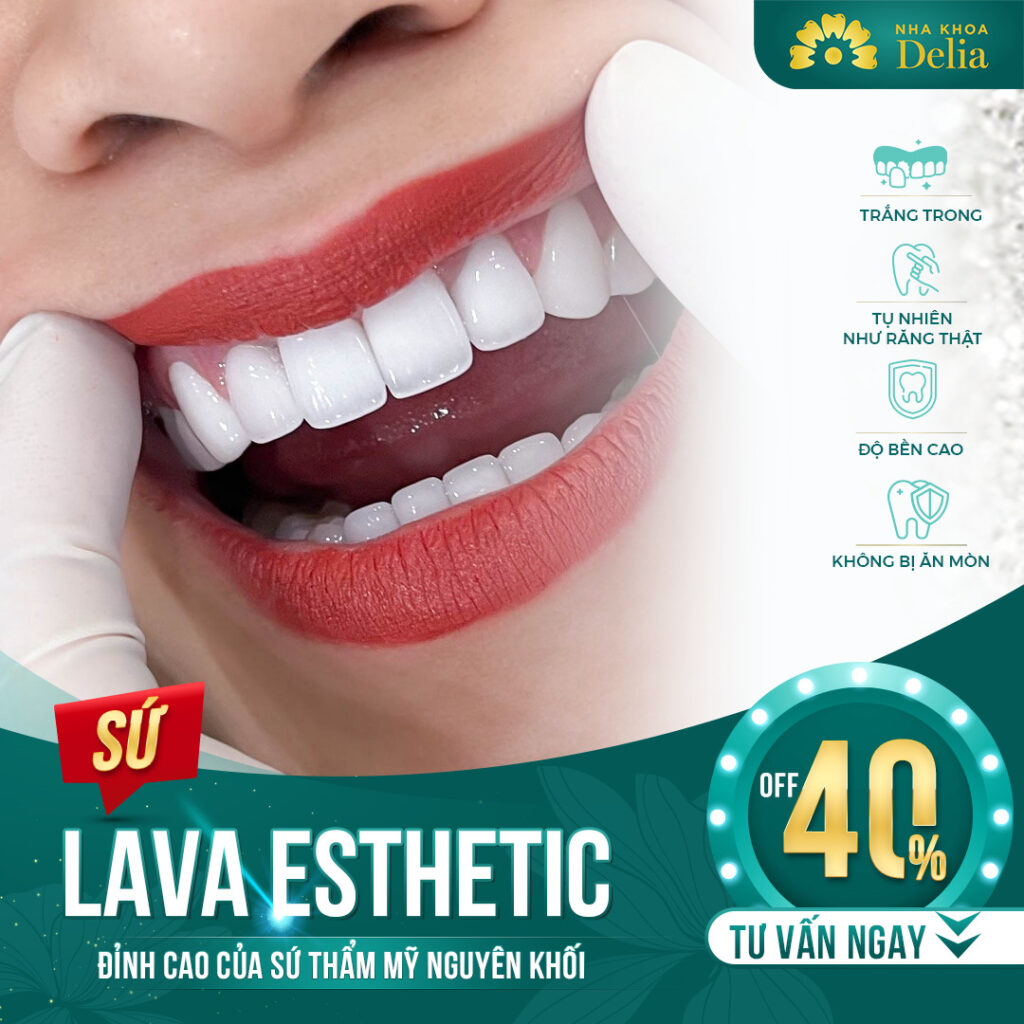 NHA KHOA
Delia
TRẮNG TRONG
TỤ NHIÊN
NHƯ RĂNG THẬT
ĐỘ BỀN CAO
KHÔNG BỊ ĂN MÒN
SỨ
LAVA ESTHETIC
ĐỈNH CAO CỦA SỨ THẨM MỸ NGUYÊN KHỐI
OFF 40%
TƯ VẤN NGAY